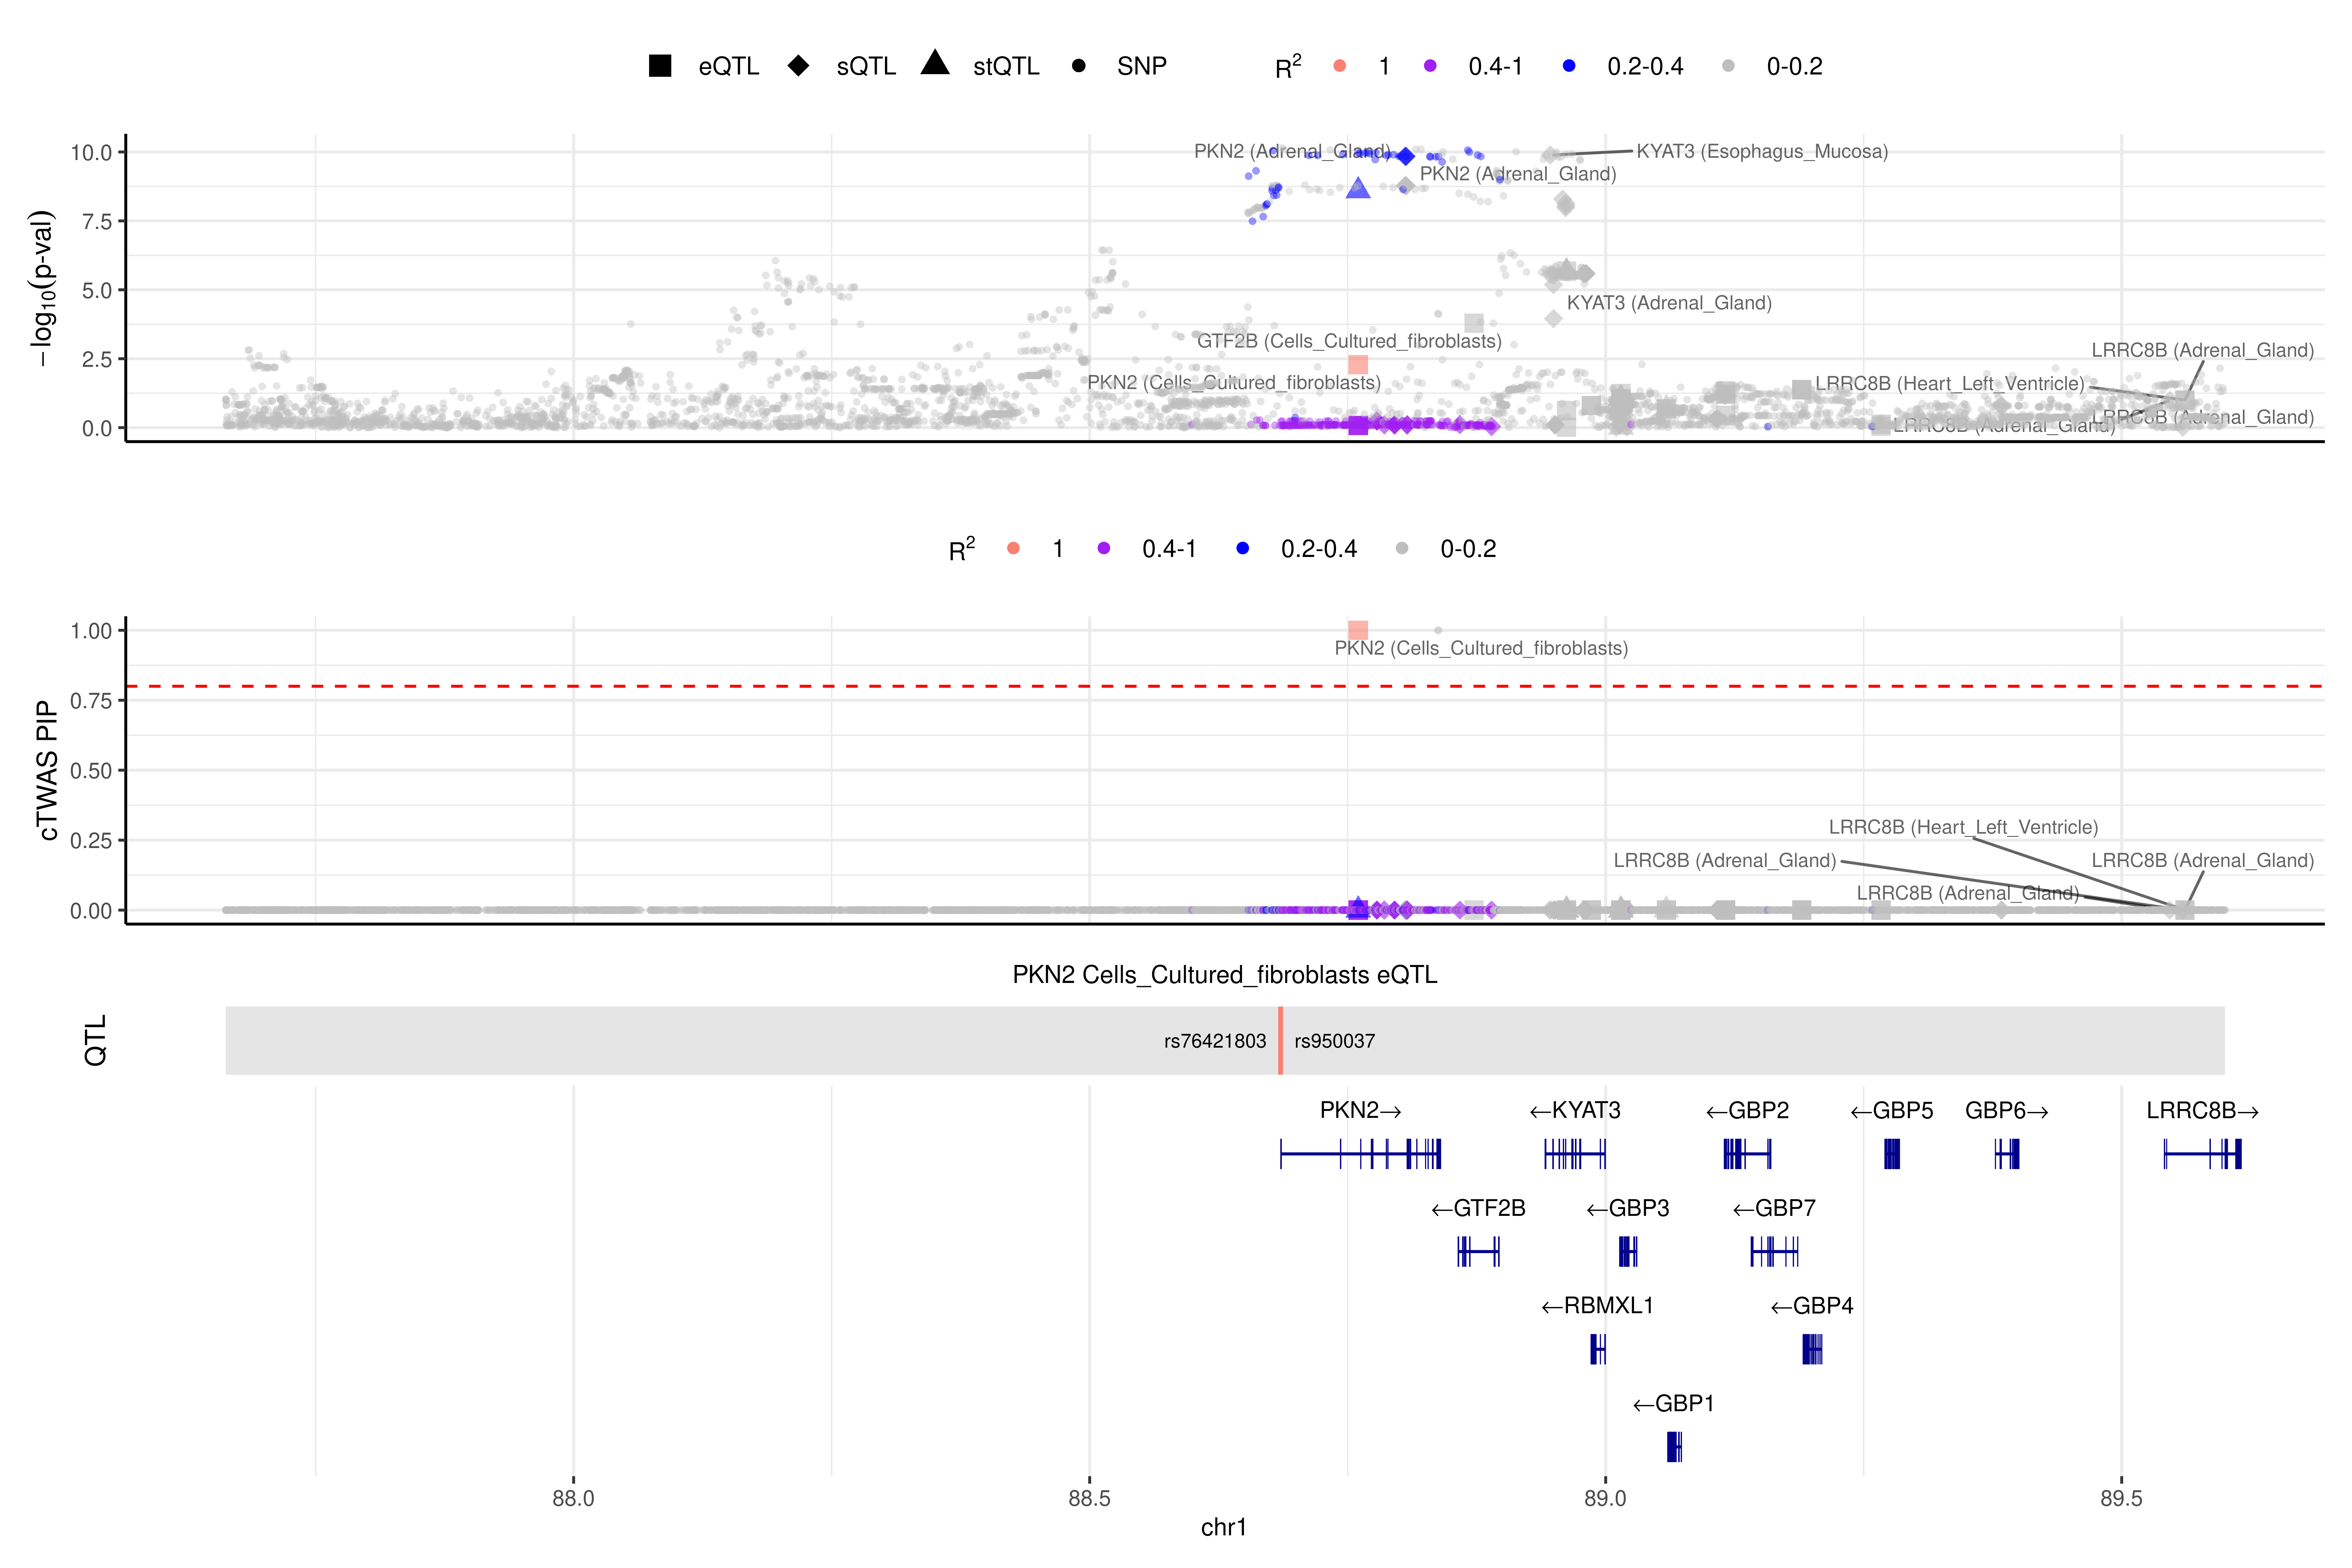 eQTL sQTL stQTL SNP R2 1 0.4-1 0.2-0.4 0-0.2
−log10(p-val)
10.0
7.5
5.0
2.5
0.0
PKN2 (Adrenal_Gland)
KYAT3 (Esophagus_Mucosa)
PKN2 (Adrenal_Gland)
KYAT3 (Adrenal_Gland)
GTF2B (Cells_Cultured_fibroblasts)
LRRC8B (Adrenal_Gland)
PKN2 (Cells_Cultured_fibroblasts)
LRRC8B (Heart_Left_Ventricle)
LRRC8B (Adrenal_Gland)
LRRC8B (Adrenal_Gland)
R2 1 0.4-1 0.2-0.4 0-0.2
cTWAS PIP
1.00
0.75
0.50
0.25
0.00
PKN2 (Cells_Cultured_fibroblasts)
LRRC8B (Heart_Left_Ventricle)
LRRC8B (Adrenal_Gland)
LRRC8B (Adrenal_Gland)
LRRC8B (Adrenal_Gland)
PKN2 Cells_Cultured_fibroblasts eQTL
QTL
rs76421803 rs950037
PKN2→ ←KYAT3 ←GBP2 ←GBP5 GBP6→ LRRC8B→
←GTF2B ←GBP3 ←GBP7
←RBMXL1 ←GBP4
←GBP1
88.0 88.5 89.0 89.5
chr1